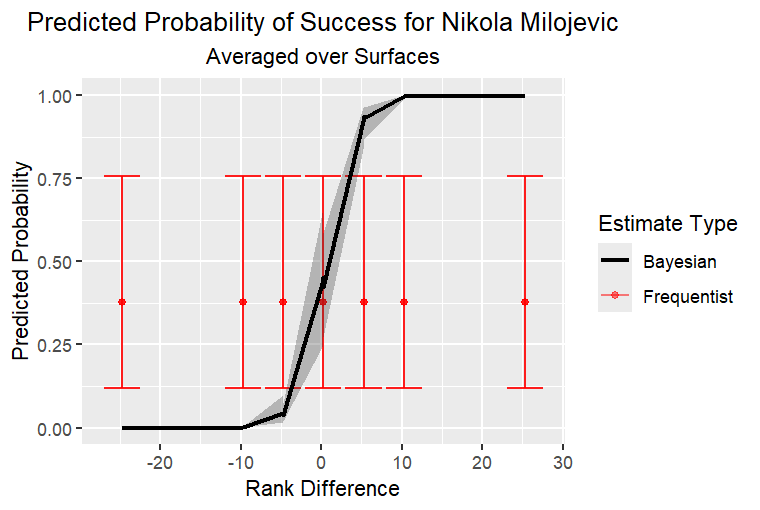 Predicted Probability of Success for Nikola Milojevic
Averaged over Surfaces
Predicted Probability
1.00
0.75
0.50
0.25
0.00
-20 -10 0 10 20 30
Rank Difference
Estimate Type
Bayesian
Frequentist